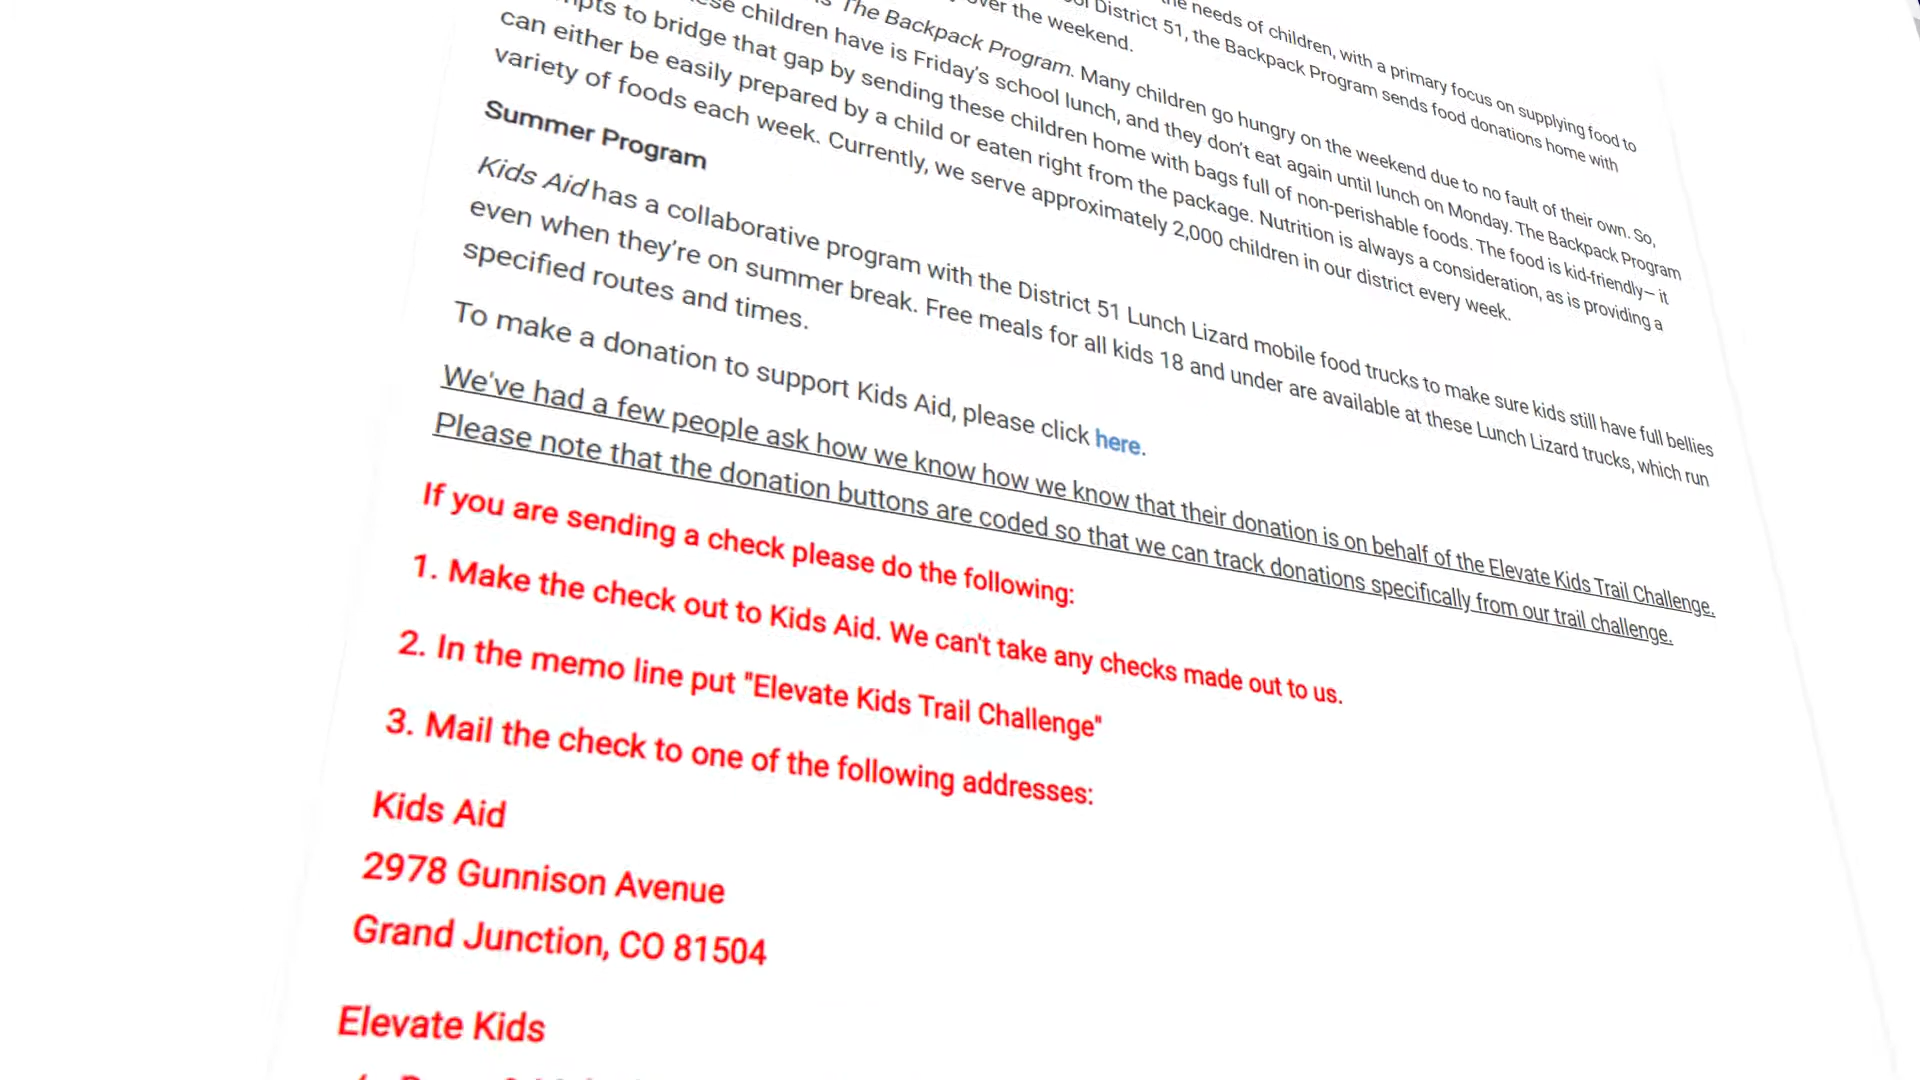 the needs of children, with a primary focus on supplying food to
District 51, the Backpack Program sends food donations home with
over the weekend.
The Backpack Program. Many children go hungry on the weekend due to no fault of their own. So,
children have is Friday's school lunch, and they don't eat again until lunch on Monday. The Backpack Program
to bridge that gap by sending these children home with bags full of non-perishable foods. The food is kid-friendly– it
can either be easily prepared by a child or eaten right from the package. Nutrition is always a consideration, as is providing a
variety of foods each week. Currently, we serve approximately 2,000 children in our district every week.
Summer Program
Kids Aid has a collaborative program with the District 51 Lunch Lizard mobile food trucks to make sure kids still have full bellies
even when they're on summer break. Free meals for all kids 18 and under are available at these Lunch Lizard trucks, which run
specified routes and times.
To make a donation to support Kids Aid, please click here.
We've had a few people ask how we know how we know that their donation is on behalf of the Elevate Kids Trail Challenge.
Please note that the donation buttons are coded so that we can track donations specifically from our trail challenge.
If you are sending a check please do the following:
1. Make the check out to Kids Aid. We can't take any checks made out to us.
2. In the memo line put "Elevate Kids Trail Challenge"
3. Mail the check to one of the following addresses:
Kids Aid
2978 Gunnison Avenue
Grand Junction, CO 81504
Elevate Kids